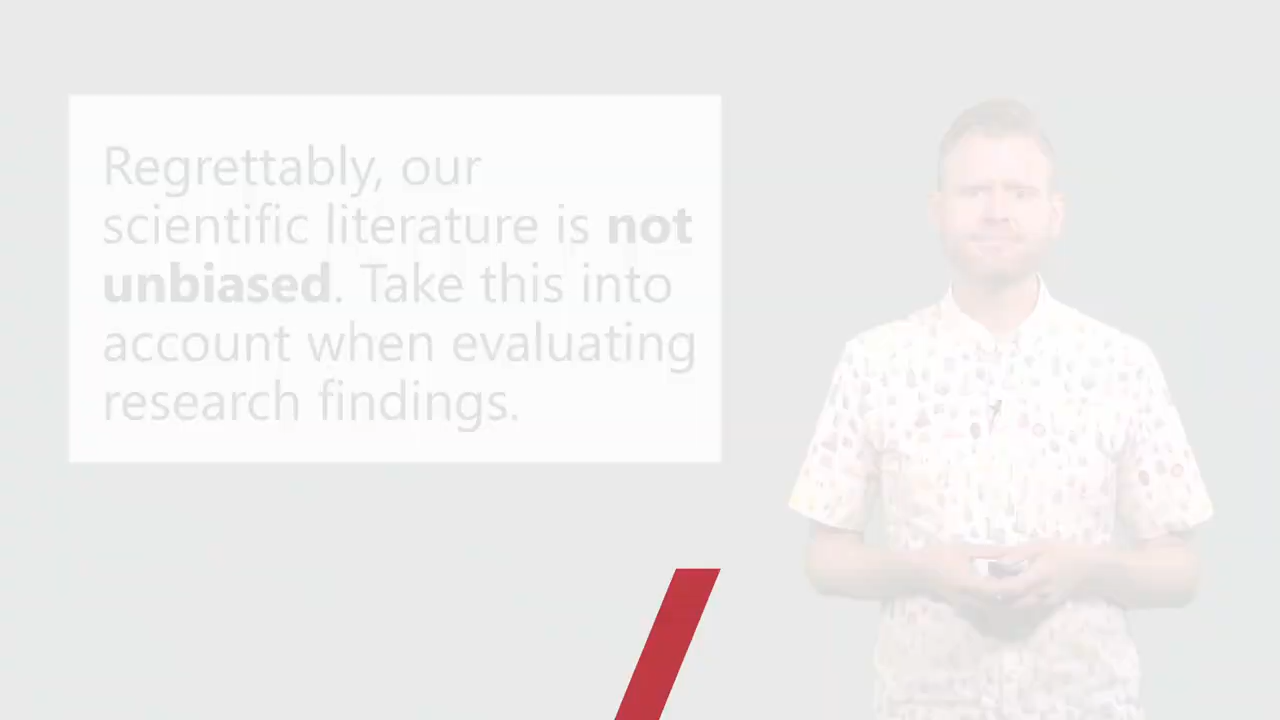 Regrettably, our
scientific literature is not
unbiased. Take this into
account when evaluating
research findings.